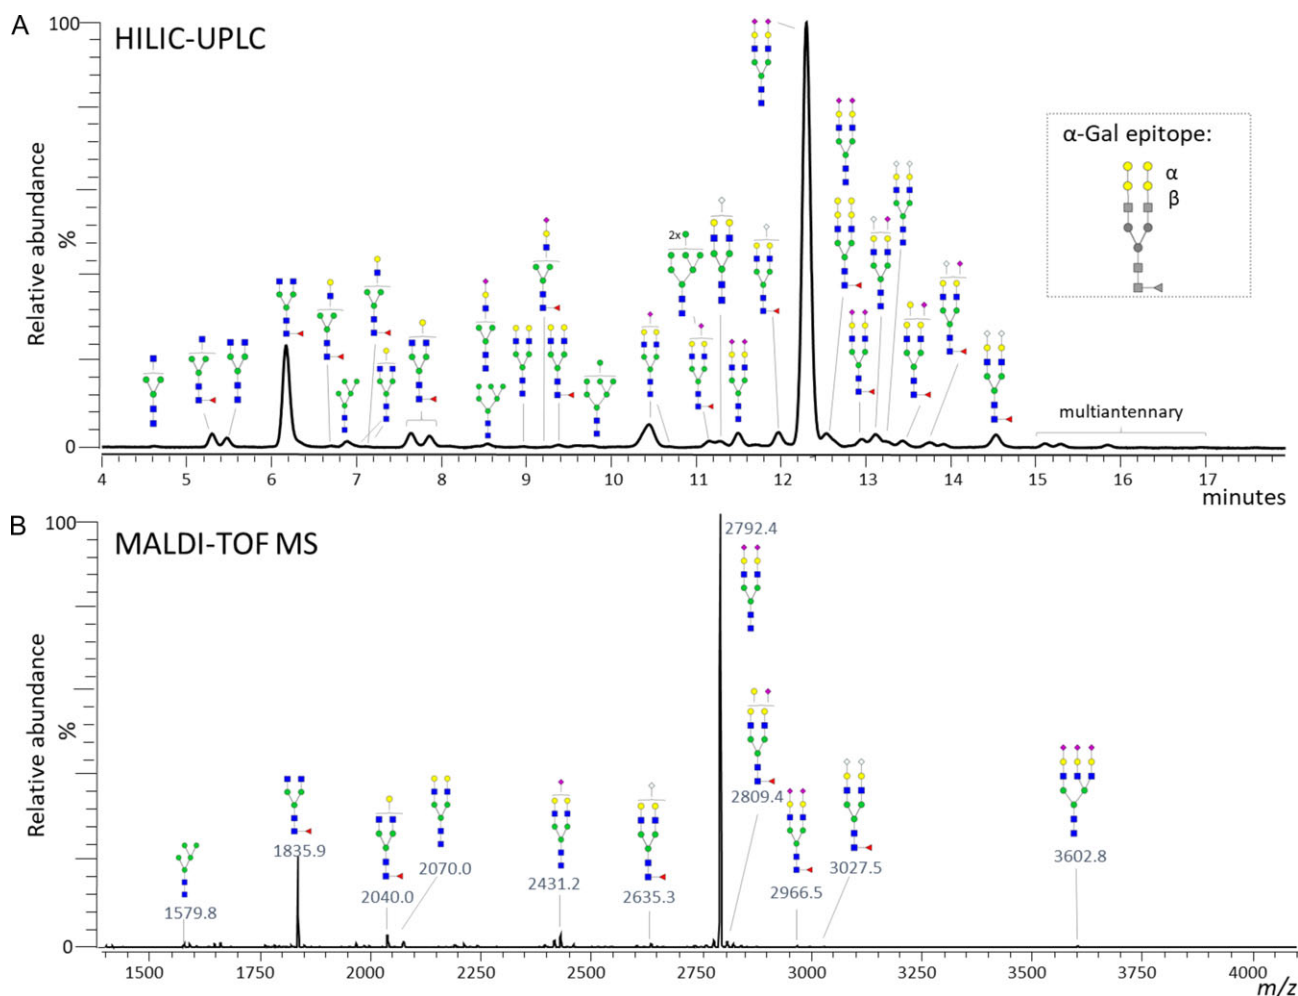 A
HILIC-UPLC
100
Relative abundance
%
0
2x
α-Gal epitope:
α
β
multiantennary
4 5 6 7 8 9 10 11 12 13 14 15 16 17
minutes
B
MALDI-TOF MS
100
Relative abundance
%
0
2792.4
2809.4
1579.8
1835.9
2040.0
2070.0
2431.2
2635.3
2966.5
3027.5
3602.8
1500 1750 2000 2250 2500 2750 3000 3250 3500 3750 4000
m/z